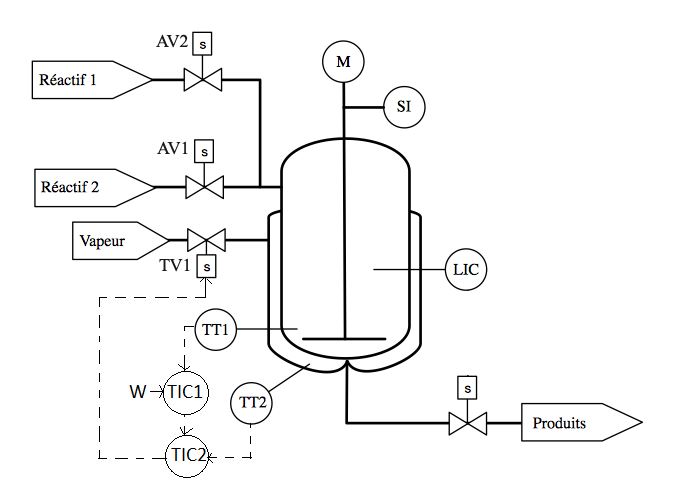 AV2
s
M
Réactif 1
SI
AV1
s
Réactif 2
Vapeur
TV1
s
LIC
TT1
W
TIC1
TT2
s
Produits
TIC2